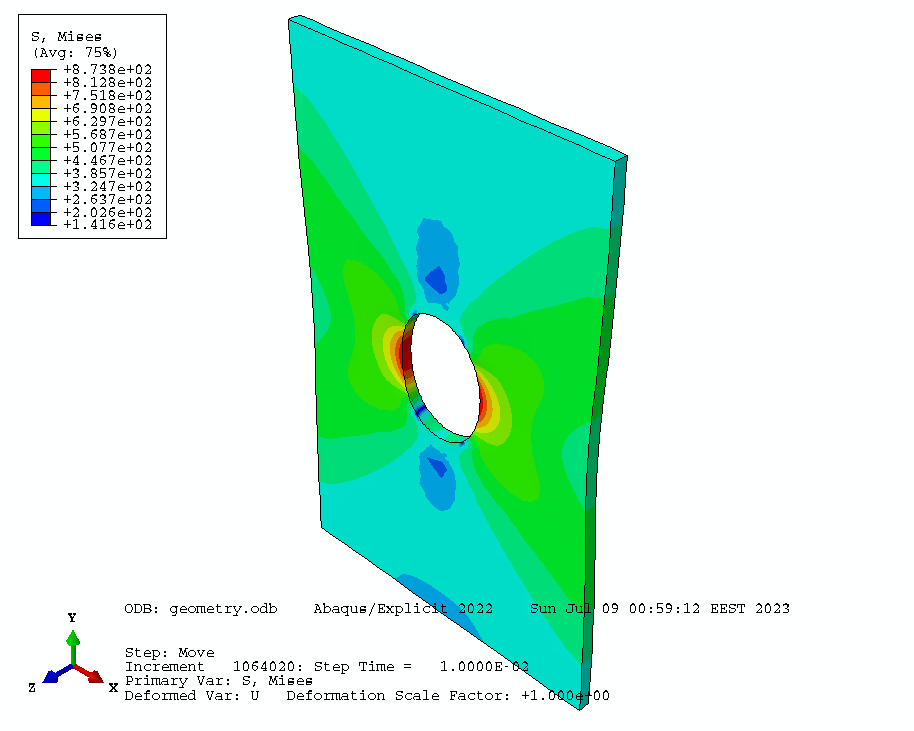 S, Mises
(Avg: 75%)
+8.738e+02
+8.128e+02
+7.518e+02
+6.908e+02
+6.297e+02
+5.687e+02
+5.077e+02
+4.467e+02
+3.857e+02
+3.247e+02
+2.637e+02
+2.026e+02
+1.416e+02
ODB: geometry.odb    Abaqus/Explicit 2022    Sun Jul 09 00:59:12 EEST 2023
Y
Z X
Step: Move
Increment   1064020: Step Time =   1.0000E-02
Primary Var: S, Mises
Deformed Var: U   Deformation Scale Factor: +1.000e+00